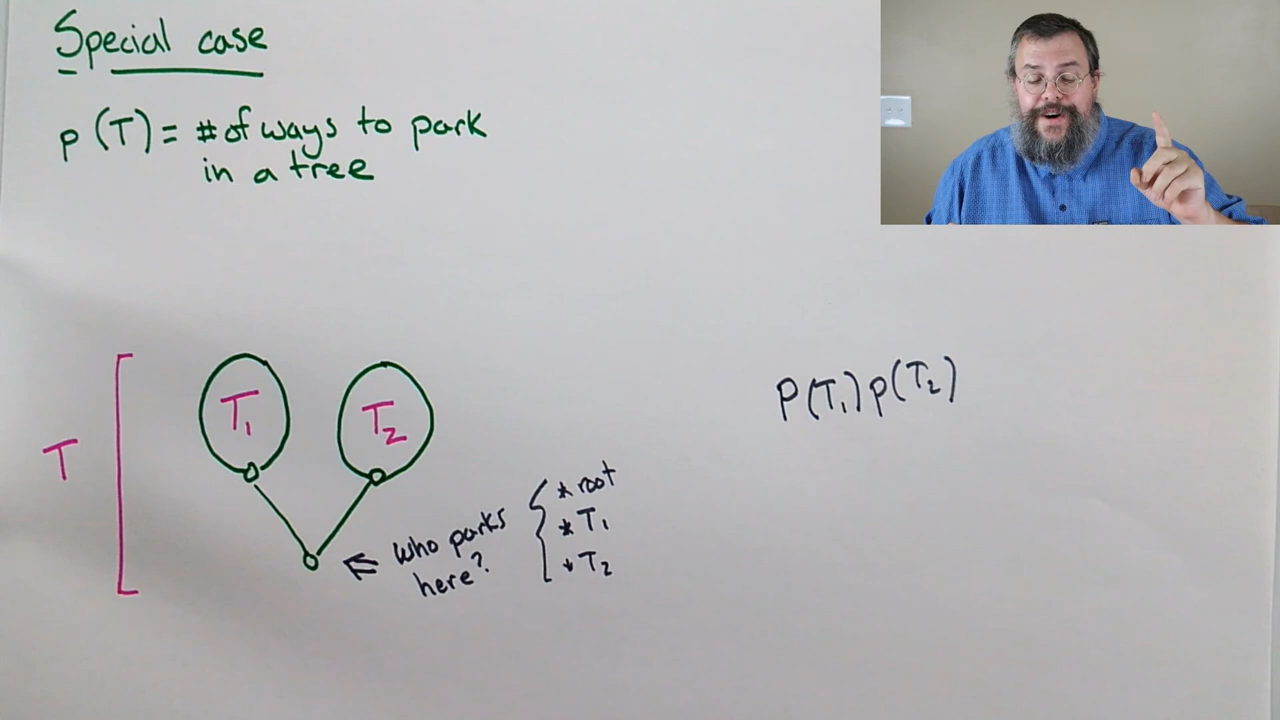 Special case
p(T) = # of ways to park
in a tree
T
T₁
T₂
who parks
here?
* root
* T₁
* T₂
p(T₁)p(T₂)